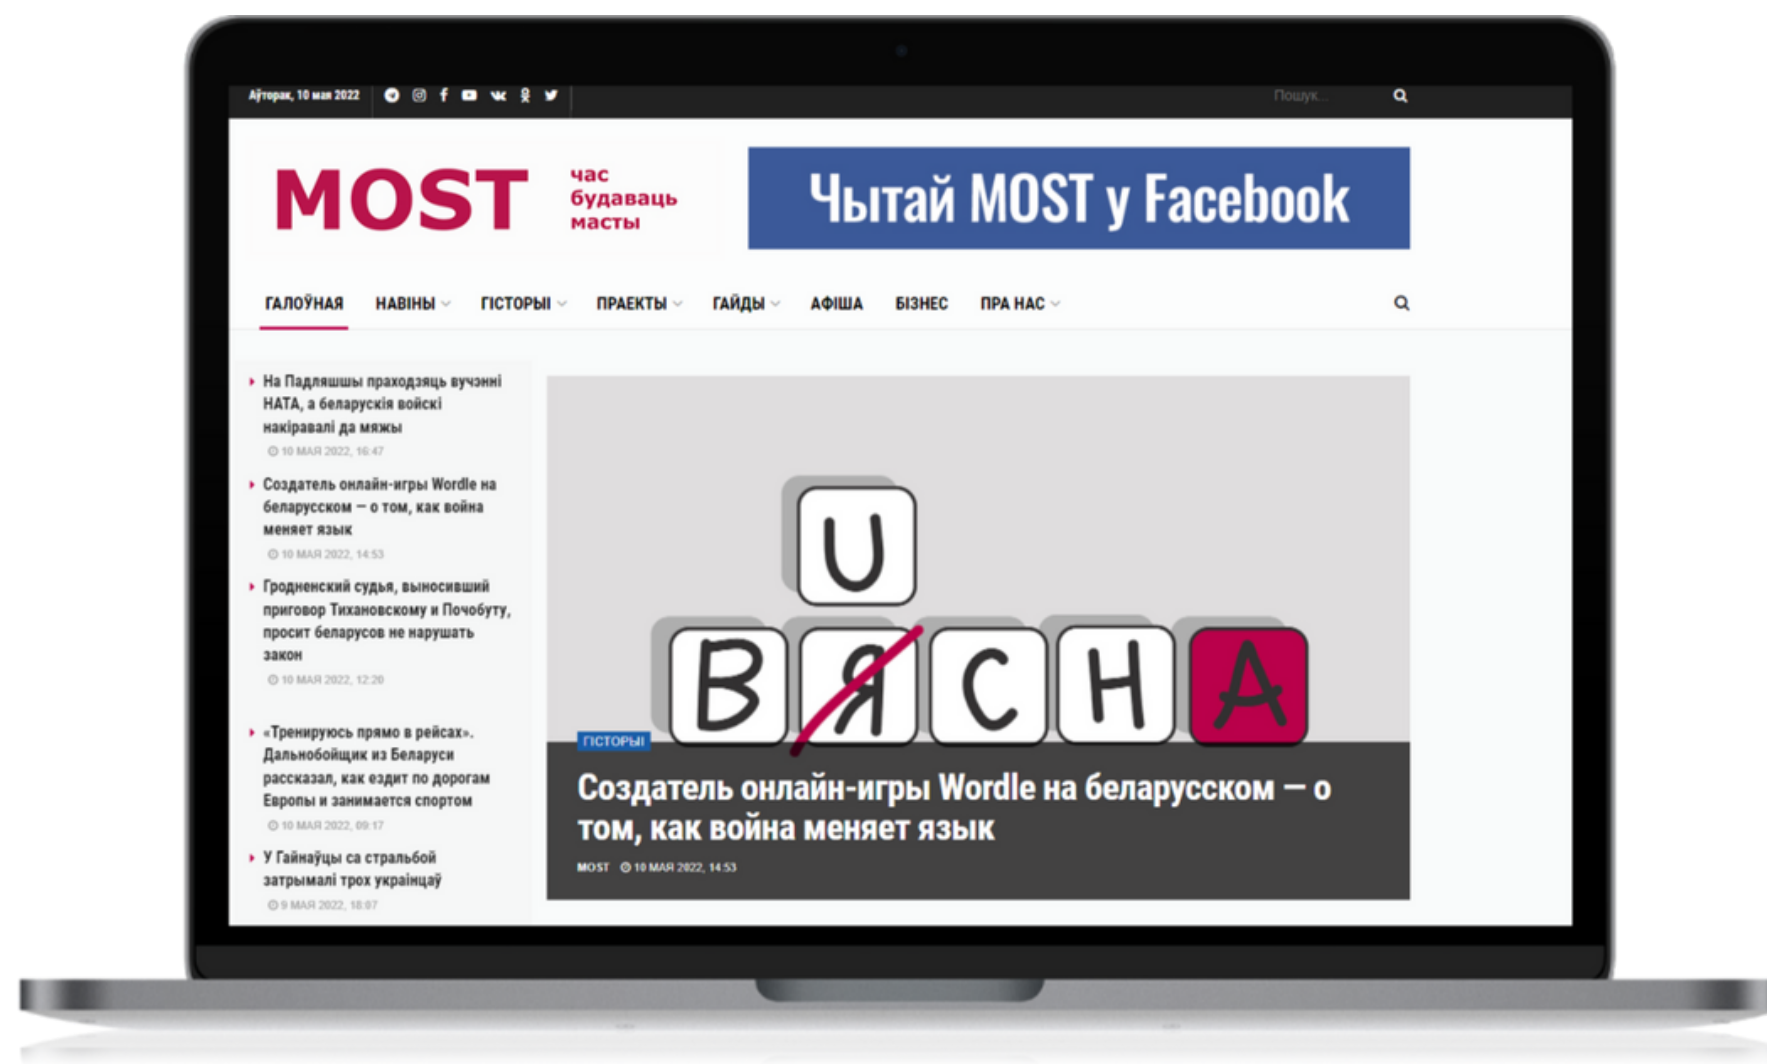 Аўторак, 10 мая 2022
Пошук...
MOST
час
будаваць
масты
Чытай MOST у Facebook
ГАЛОЎНАЯ НАВІНЫ ГІСТОРЫІ ПРАЕКТЫ ГАЙДЫ АФІША БІЗНЕС ПРА НАС
На Падляшшы праходзяць вучэнні
НАТА, а беларускія войскі
накіравалі да мяжы
10 МАЯ 2022, 16:47
Создатель онлайн-игры Wordle на
беларусском — о том, как война
меняет язык
10 МАЯ 2022, 14:53
Гродненский судья, выносивший
приговор Тихановскому и Почобуту,
просит беларусов не нарушать
закон
10 МАЯ 2022, 12:20
«Тренируюсь прямо в рейсах».
Дальнобойщик из Беларуси
рассказал, как ездит по дорогам
Европы и занимается спортом
10 МАЯ 2022, 09:17
У Гайнаўцы са стральбой
затрымалі трох украінцаў
9 МАЯ 2022, 18:07
U
В Я С Н А
ГІСТОРЫІ
Создатель онлайн-игры Wordle на беларусском — о
том, как война меняет язык
MOST 10 МАЯ 2022, 14:53